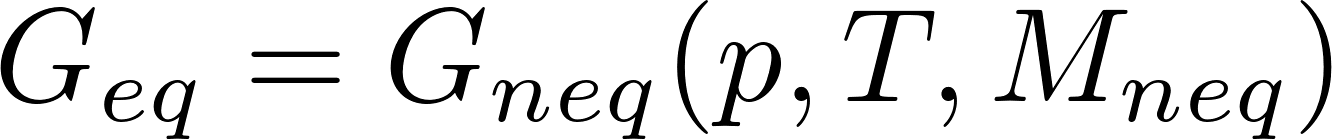 G_{eq} = G_{neq}(p, T, M_{neq})